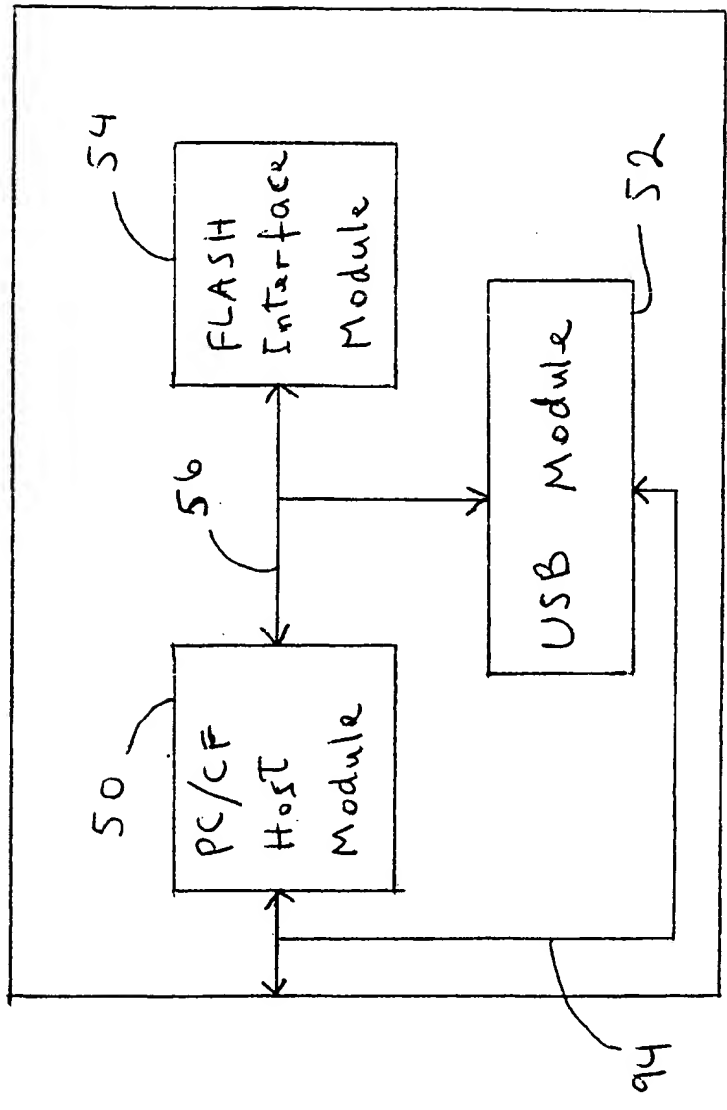 50
PC/CF
Host
Module
56
54
FLASH
Interface
Module
USB Module
52
94